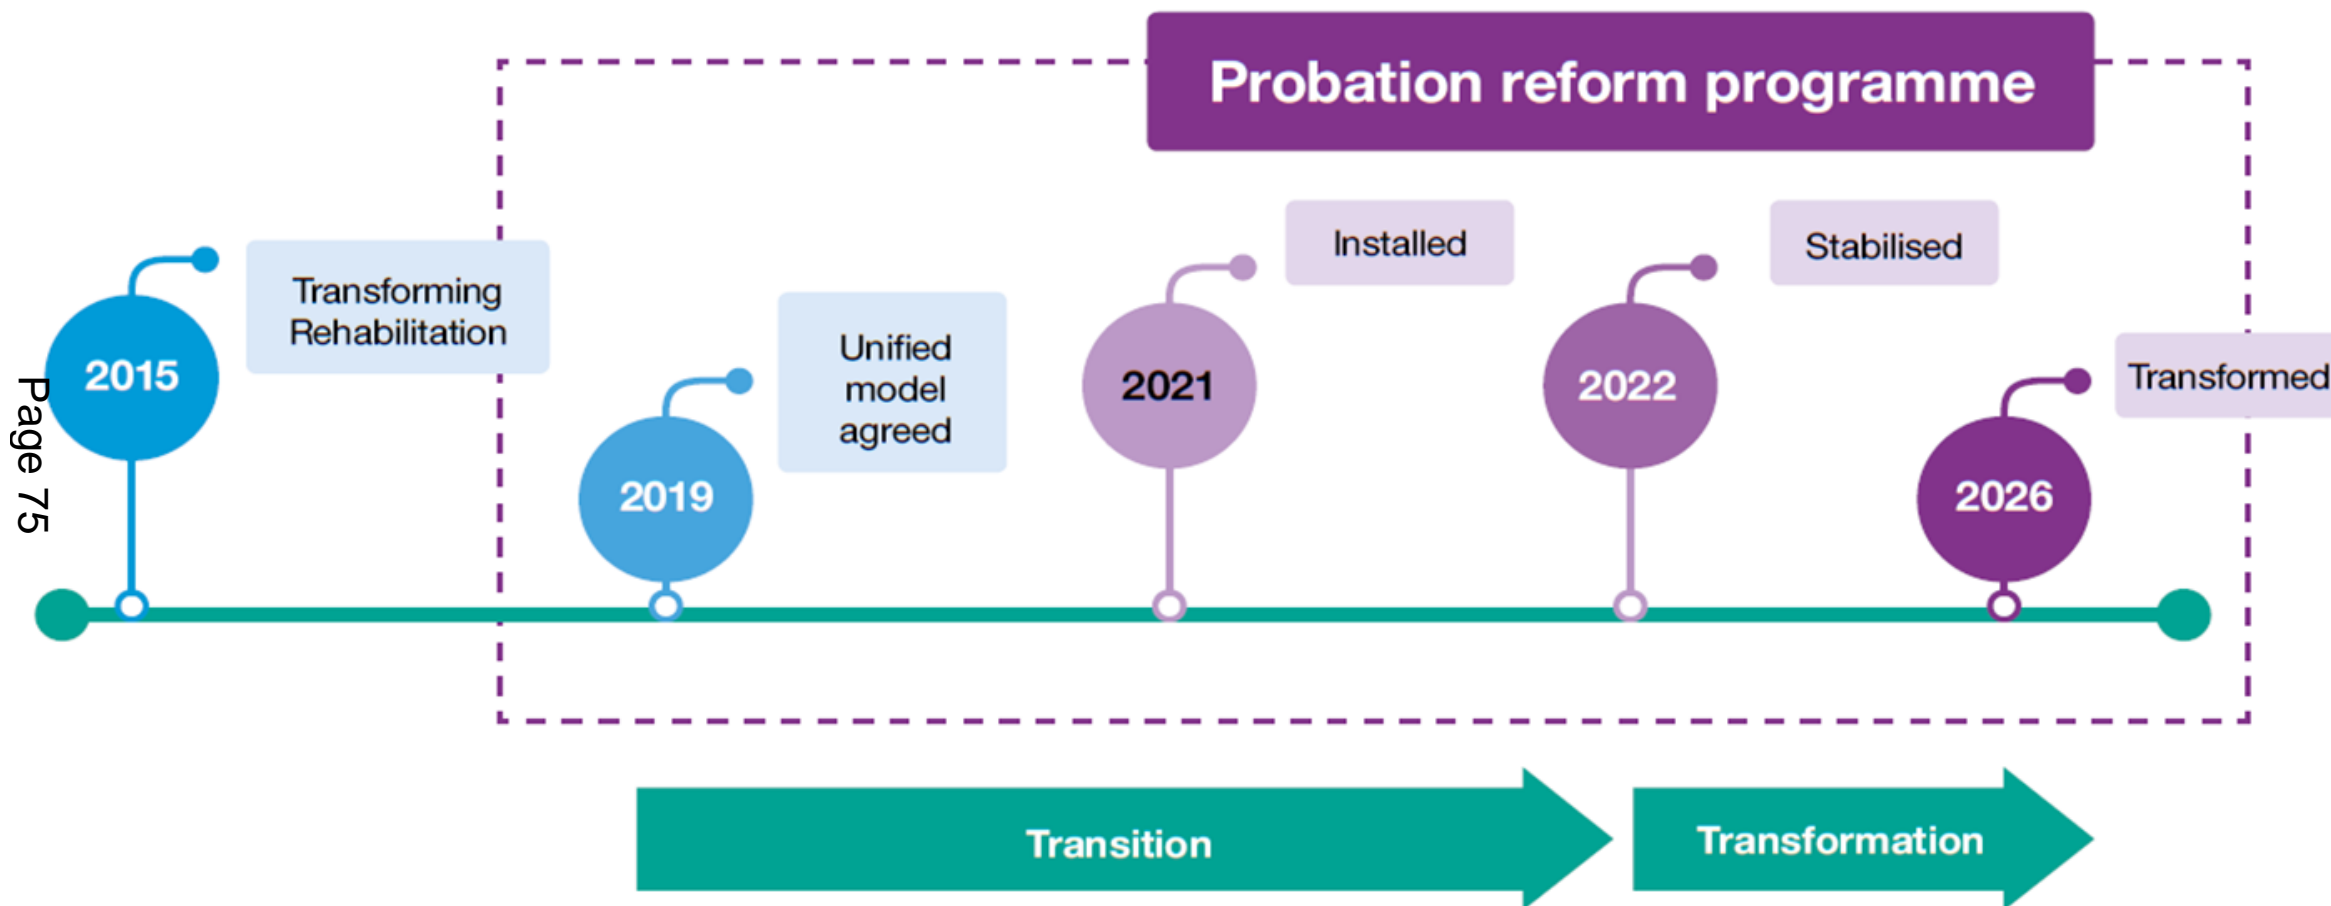 Probation reform programme
2015
Transforming
Rehabilitation
2019
Unified
model
agreed
2021
Installed
2022
Stabilised
2026
Transformed
Transition
Transformation
Page 75